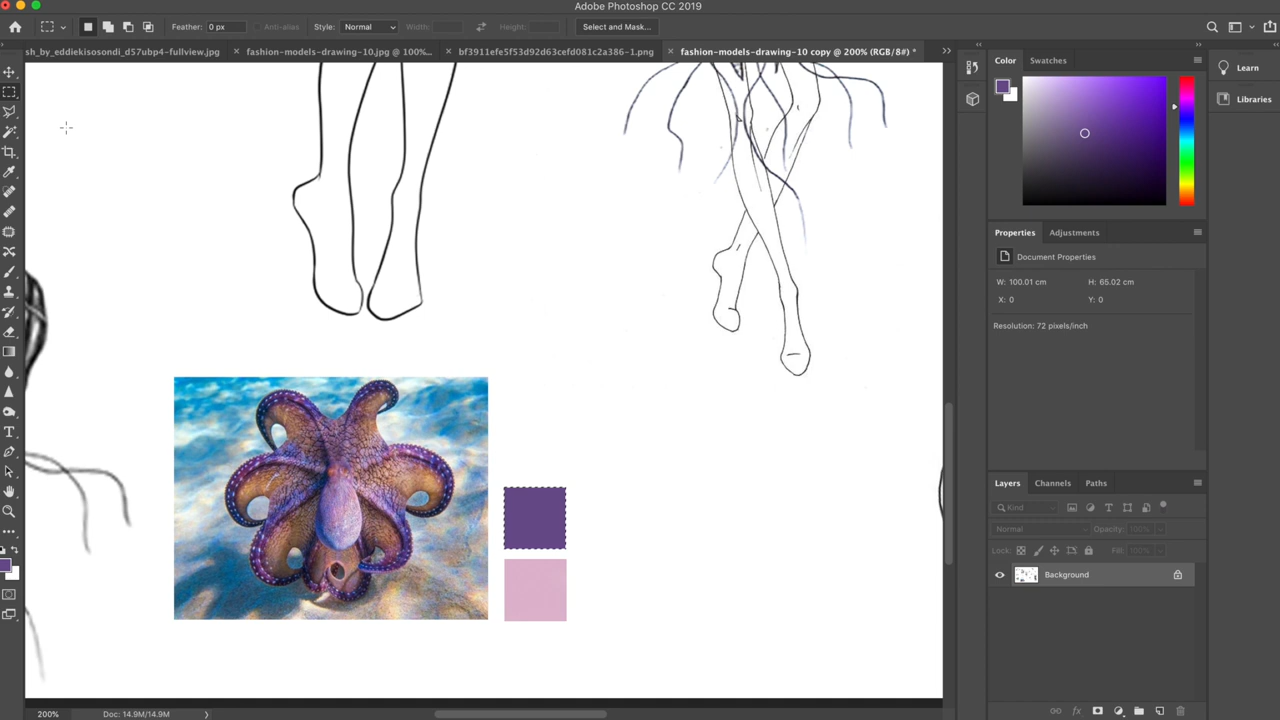 Adobe Photoshop CC 2019
Feather: 0 px Anti-alias Style: Normal Width: Height: Select and Mask...
sh_by_eddiekisosondi_d57ubp4-fullview.jpg × fashion-models-drawing-10.jpg @ 100%... × bf3911efe5f53d92d63cefd081c2a386-1.png × fashion-models-drawing-10 copy @ 200% (RGB/8#) * »
Color Swatches
Learn
Libraries
Properties Adjustments
Document Properties
W: 100.01 cm H: 65.02 cm
X: 0 Y: 0
Resolution: 72 pixels/inch
Layers Channels Paths
Kind
Normal Opacity: 100%
Lock: Fill: 100%
Background
fx
200% Doc: 14.9M/14.9M